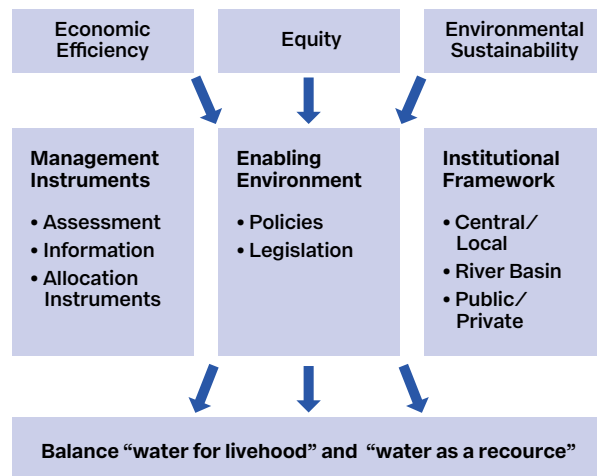 Economic
Efficiency
Equity
Environmental
Sustainability
Management
Instruments
• Assessment
• Information
• Allocation
Instruments
Enabling
Environment
• Policies
• Legislation
Institutional
Framework
• Central/
Local
• River Basin
• Public/
Private
Balance “water for livehood” and “water as a recource”